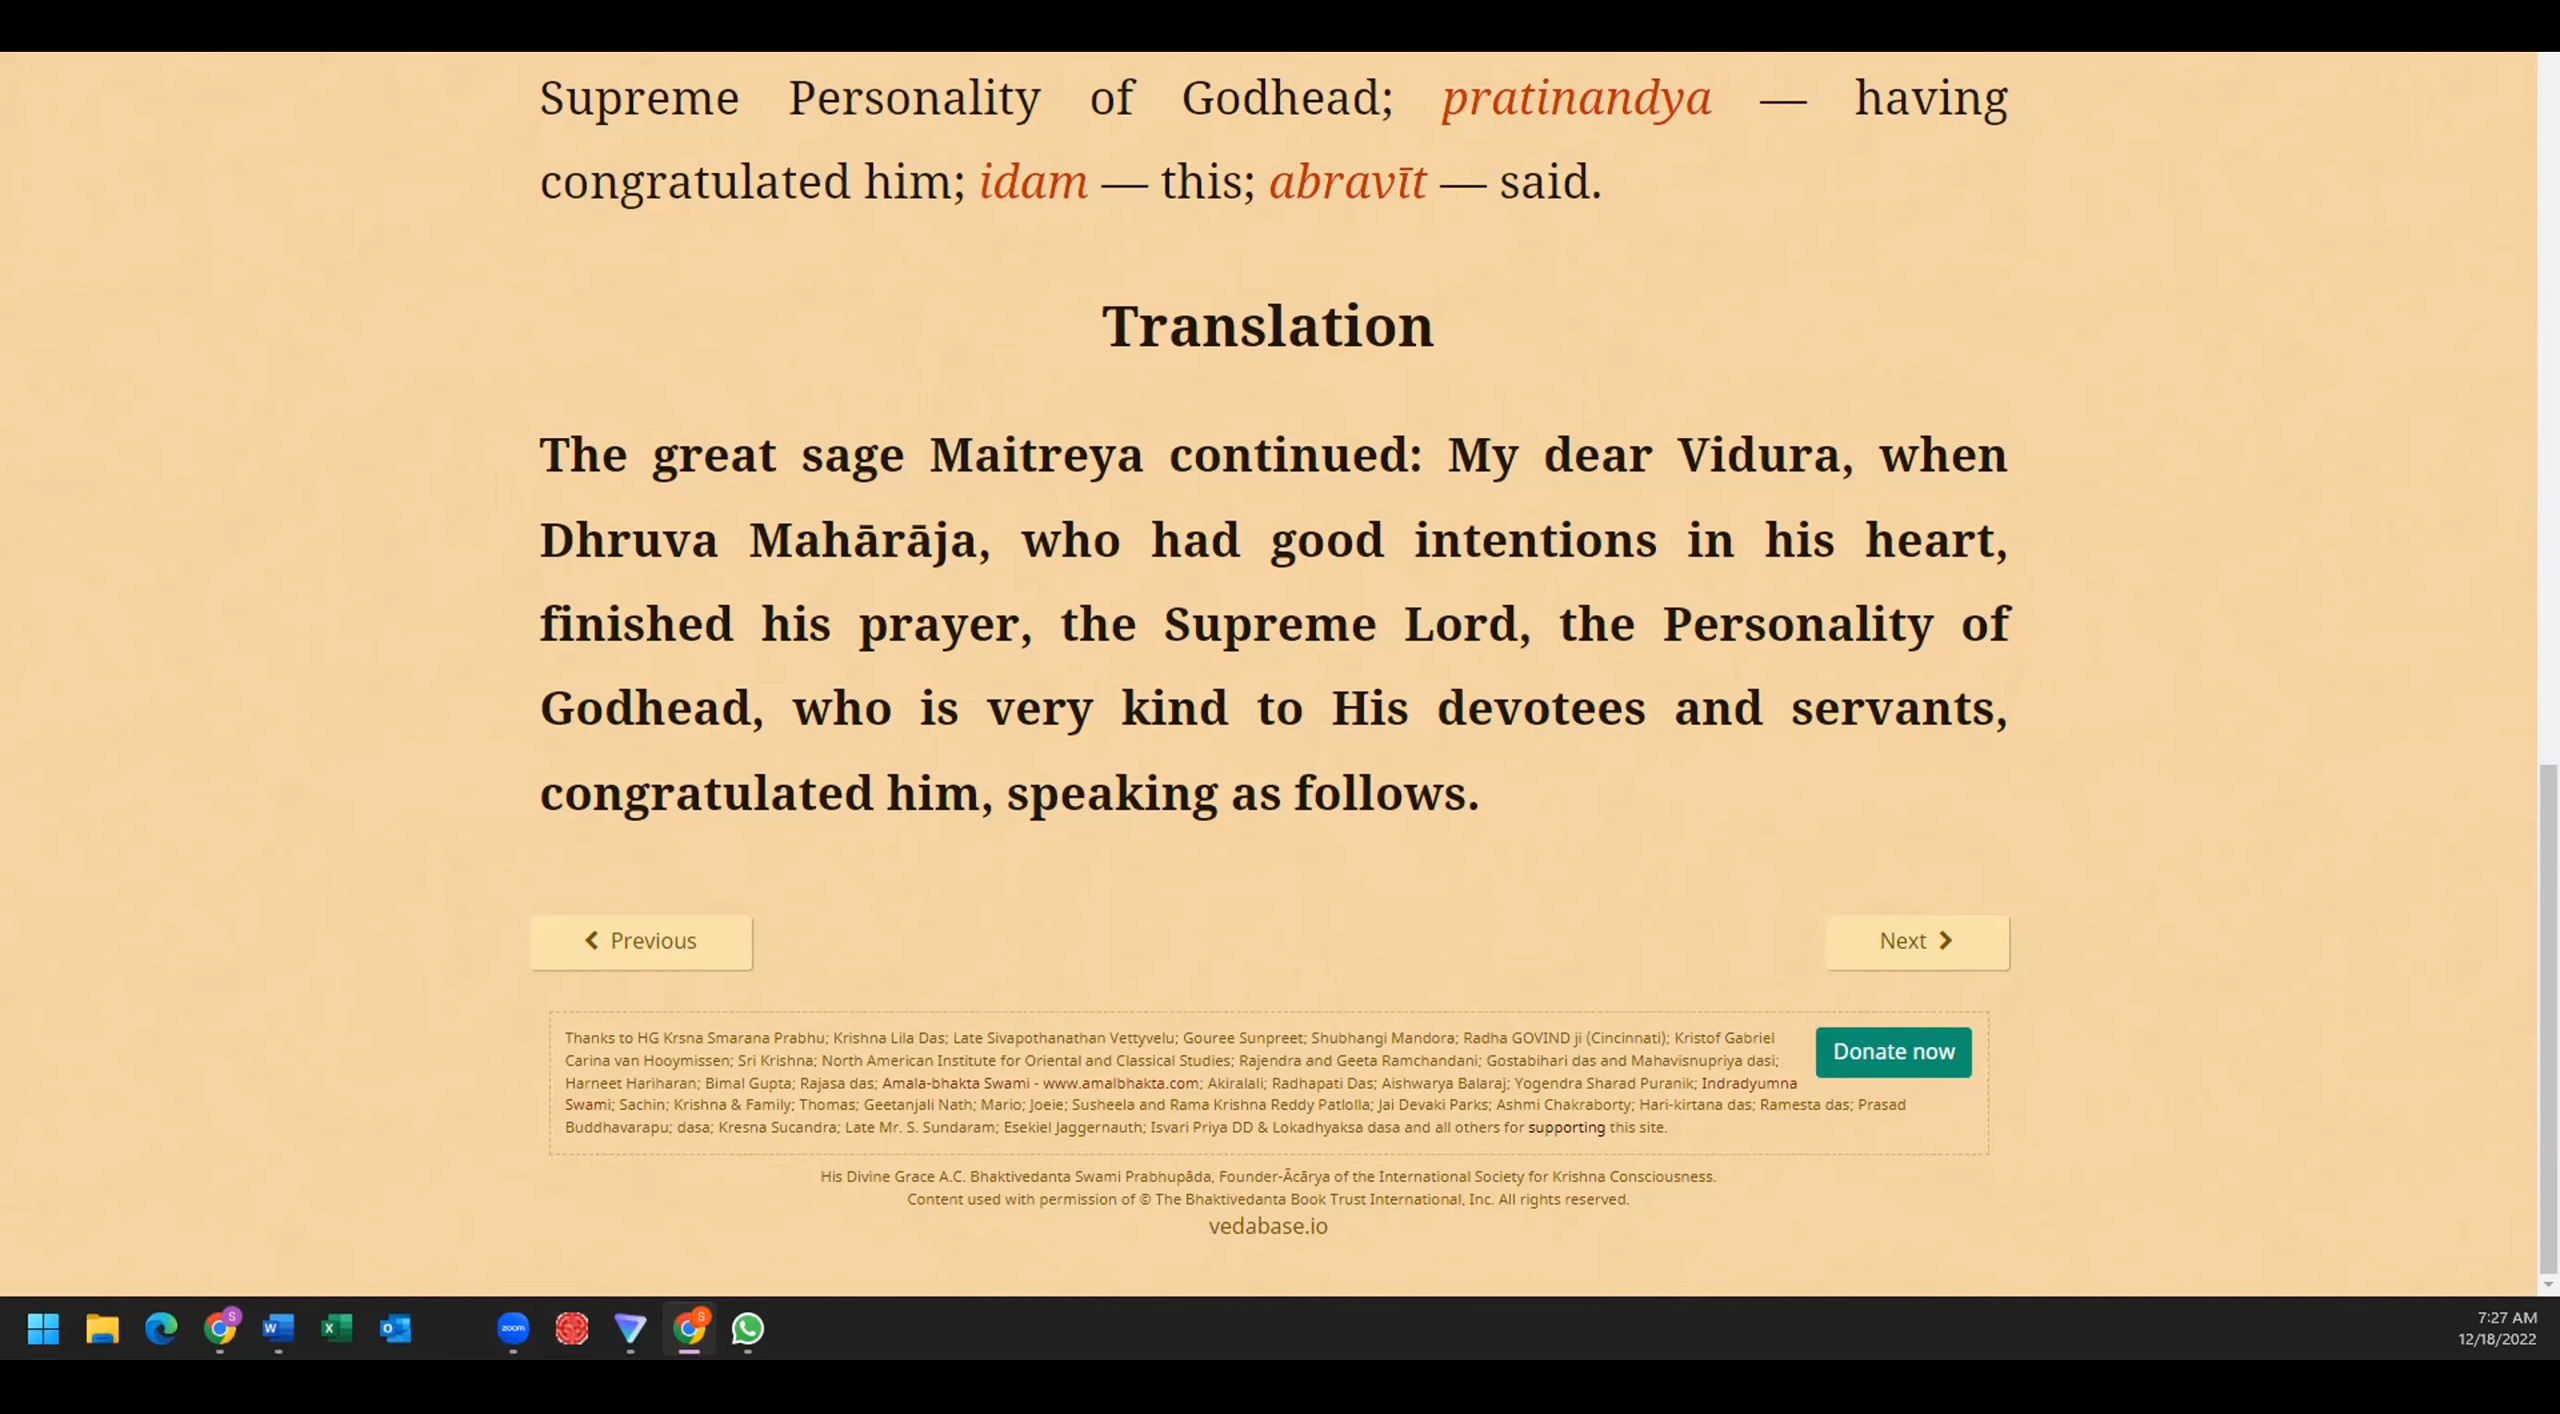 Supreme Personality of Godhead; pratinandya — having
congratulated him; idam — this; abravīt — said.
Translation
The great sage Maitreya continued: My dear Vidura, when
Dhruva Mahārāja, who had good intentions in his heart,
finished his prayer, the Supreme Lord, the Personality of
Godhead, who is very kind to His devotees and servants,
congratulated him, speaking as follows.
Previous
Next
Thanks to HG Krsna Smarana Prabhu; Krishna Lila Das; Late Sivapothanathan Vettyvelu; Gouree Sunpreet; Shubhangi Mandora; Radha GOVIND ji (Cincinnati); Kristof Gabriel
Carina van Hooymissen; Sri Krishna; North American Institute for Oriental and Classical Studies; Rajendra and Geeta Ramchandani; Gostabihari das and Mahavisnupriya dasi;
Harneet Hariharan; Bimal Gupta; Rajasa das; Amala-bhakta Swami - www.amalbhakta.com; Akiralali; Radhapati Das; Aishwarya Balaraj; Yogendra Sharad Puranik; Indradyumna
Swami; Sachin; Krishna & Family; Thomas; Geetanjali Nath; Mario; Joeie; Susheela and Rama Krishna Reddy Patlolla; Jai Devaki Parks; Ashmi Chakraborty; Hari-kirtana das; Ramesta das; Prasad
Buddhavarapu; dasa; Kresna Sucandra; Late Mr. S. Sundaram; Esekiel Jaggernauth; Isvari Priya DD & Lokadhyaksa dasa and all others for supporting this site.
Donate now
His Divine Grace A.C. Bhaktivedanta Swami Prabhupāda, Founder-Ācārya of the International Society for Krishna Consciousness.
Content used with permission of © The Bhaktivedanta Book Trust International, Inc. All rights reserved.
vedabase.io
S
W
X
O
zoom
S
7:27 AM
12/18/2022